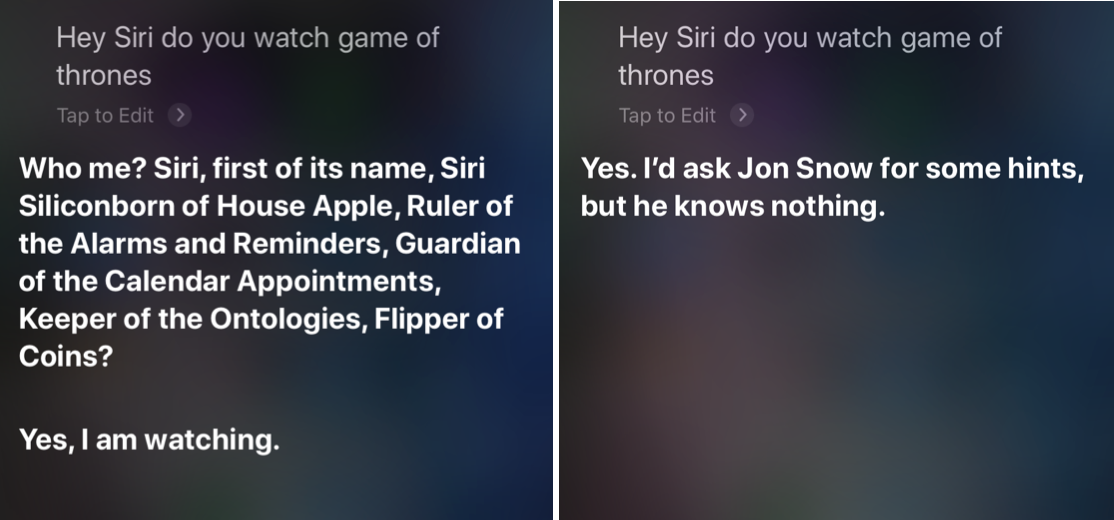 Hey Siri do you watch game of
thrones
Tap to Edit
Who me? Siri, first of its name, Siri
Siliconborn of House Apple, Ruler of
the Alarms and Reminders, Guardian
of the Calendar Appointments,
Keeper of the Ontologies, Flipper of
Coins?
Yes, I am watching.
Hey Siri do you watch game of
thrones
Tap to Edit
Yes. I’d ask Jon Snow for some hints,
but he knows nothing.